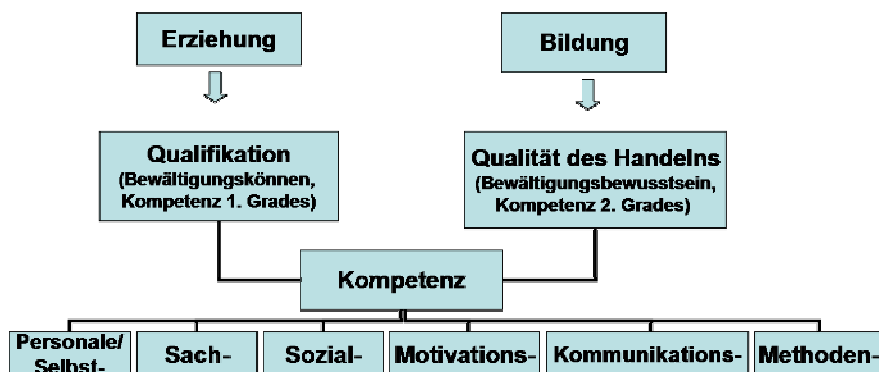 Erziehung
Bildung
Qualifikation
(Bewältigungskönnen,
Kompetenz 1. Grades)
Qualität des Handelns
(Bewältigungsbewusstsein,
Kompetenz 2. Grades)
Kompetenz
Personale/
Selbst-
Sach-
Sozial-
Motivations-
Kommunikations-
Methoden-